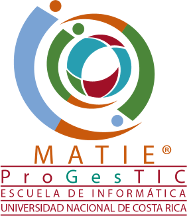 MATIE®
ProGesTIC
ESCUELA DE INFORMÁTICA
UNIVERSIDAD NACIONAL DE COSTA RICA